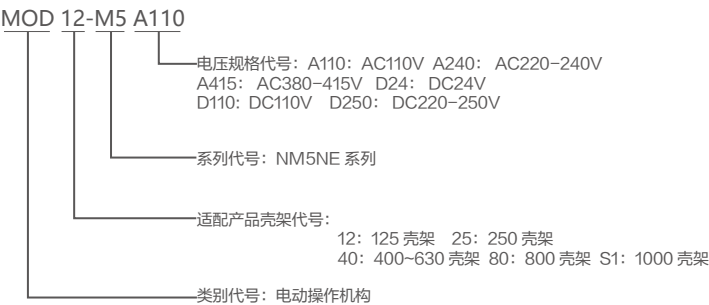 MOD 12-M5 A110
电压规格代号：A110：AC110V A240： AC220-240V
A415： AC380-415V D24： DC24V
D110: DC110V D250： DC220-250V
系列代号：NM5NE 系列
适配产品壳架代号：
12：125 壳架 25：250 壳架
40：400~630 壳架 80：800 壳架 S1：1000 壳架
类别代号：电动操作机构